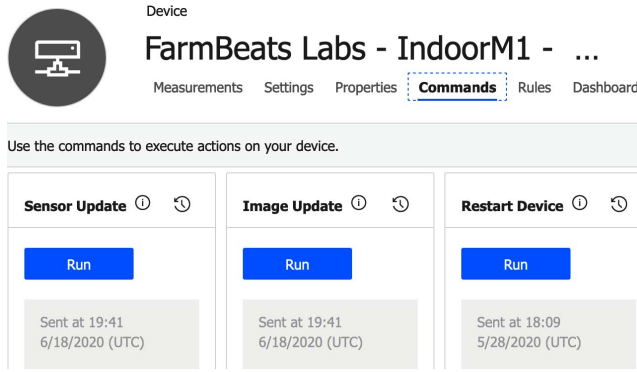 Device
FarmBeats Labs - IndoorM1 - ...
Measurements Settings Properties Commands Rules Dashboard
Use the commands to execute actions on your device.
Sensor Update Image Update Restart Device
Run Run Run
Sent at 19:41 Sent at 19:41 Sent at 18:09
6/18/2020 (UTC) 6/18/2020 (UTC) 5/28/2020 (UTC)